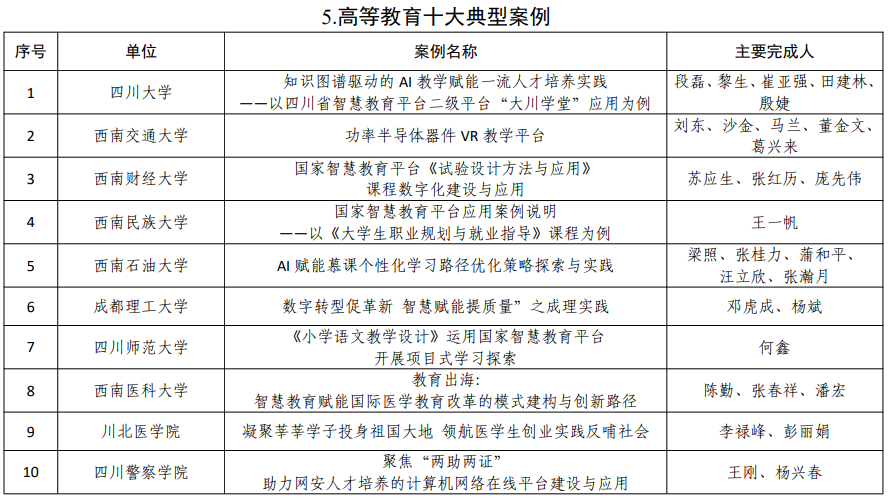 5.高等教育十大典型案例
序号 单位 案例名称 主要完成人
1 四川大学 知识图谱驱动的 AI 教学赋能一流人才培养实践
——以四川省智慧教育平台二级平台“大川学堂”应用为例
段磊、黎生、崔亚强、田建林、
殷婕
2 西南交通大学 功率半导体器件 VR 教学平台
刘东、沙金、马兰、董金文、
葛兴来
3 西南财经大学 国家智慧教育平台《试验设计方法与应用》
课程数字化建设与应用
苏应生、张红历、庞先伟
4 西南民族大学 国家智慧教育平台应用案例说明
——以《大学生职业规划与就业指导》课程为例
王一帆
5 西南石油大学 AI 赋能慕课个性化学习路径优化策略探索与实践
梁照、张桂力、蒲和平、
汪立欣、张瀚月
6 成都理工大学 数字转型促革新 智慧赋能提质量”之成理实践 邓虎成、杨斌
7 四川师范大学 《小学语文教学设计》运用国家智慧教育平台
开展项目式学习探索
何鑫
8 西南医科大学 教育出海:
智慧教育赋能国际医学教育改革的模式建构与创新路径
陈勤、张春祥、潘宏
9 川北医学院 凝聚莘莘学子投身祖国大地 领航医学生创业实践反哺社会 李禄峰、彭丽娟
10 四川警察学院 聚焦“两助两证”
助力网安人才培养的计算机网络在线平台建设与应用
王刚、杨兴春